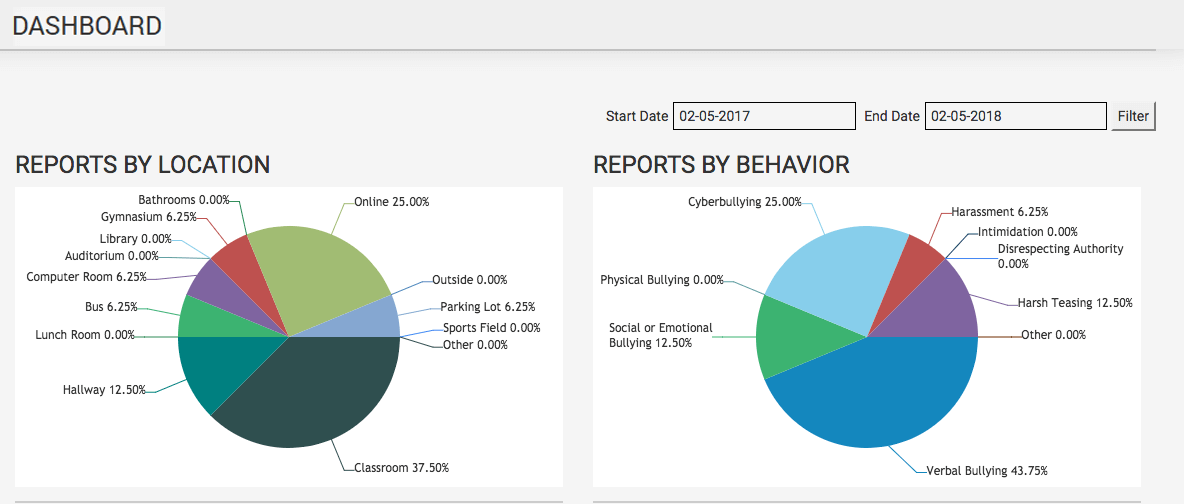 DASHBOARD
Start Date 02-05-2017 End Date 02-05-2018 Filter
REPORTS BY LOCATION
Bathrooms 0.00%
Gymnasium 6.25%
Library 0.00%
Auditorium 0.00%
Computer Room 6.25%
Bus 6.25%
Lunch Room 0.00%
Hallway 12.50%
Online 25.00%
Outside 0.00%
Parking Lot 6.25%
Sports Field 0.00%
Other 0.00%
Classroom 37.50%
REPORTS BY BEHAVIOR
Cyberbullying 25.00%
Physical Bullying 0.00%
Social or Emotional
Bullying 12.50%
Harassment 6.25%
Intimidation 0.00%
Disrespecting Authority
0.00%
Harsh Teasing 12.50%
Other 0.00%
Verbal Bullying 43.75%